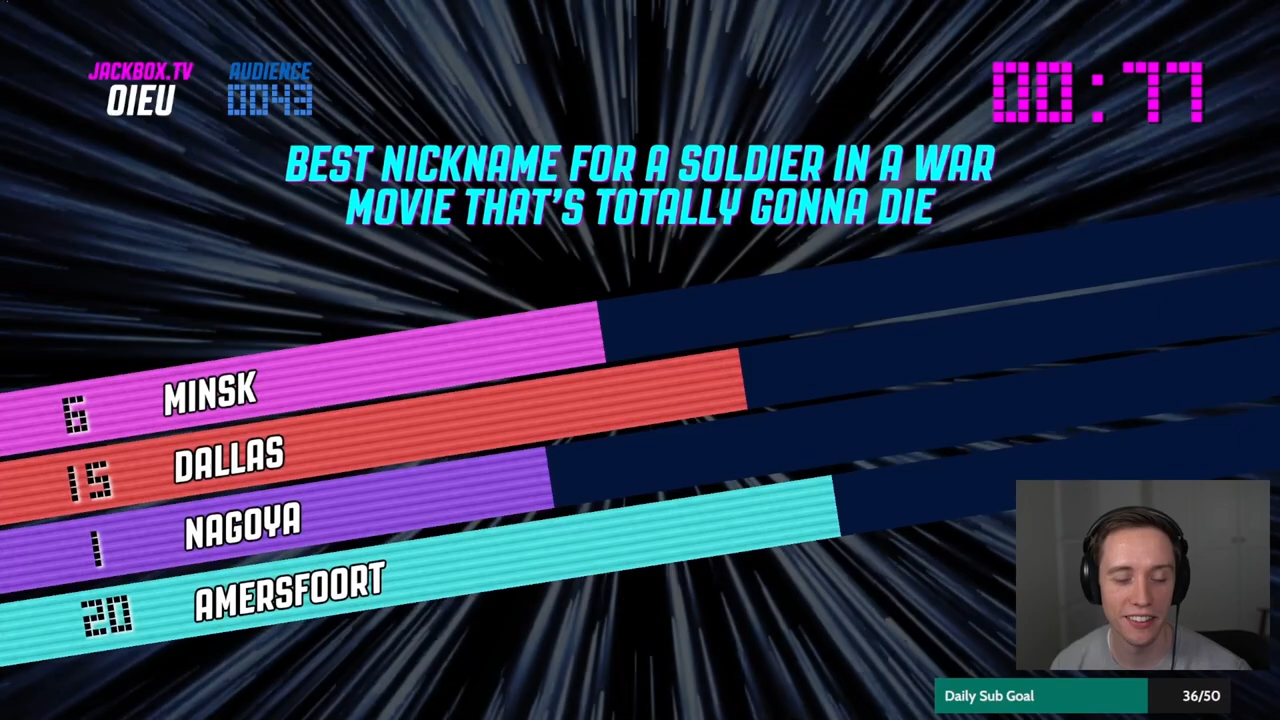 JACKBOX.TV
OIEU
AUDIENCE
0043
00:77
BEST NICKNAME FOR A SOLDIER IN A WAR
MOVIE THAT'S TOTALLY GONNA DIE
6 MINSK
15 DALLAS
1 NAGOYA
20 AMERSFOORT
Daily Sub Goal 36/50